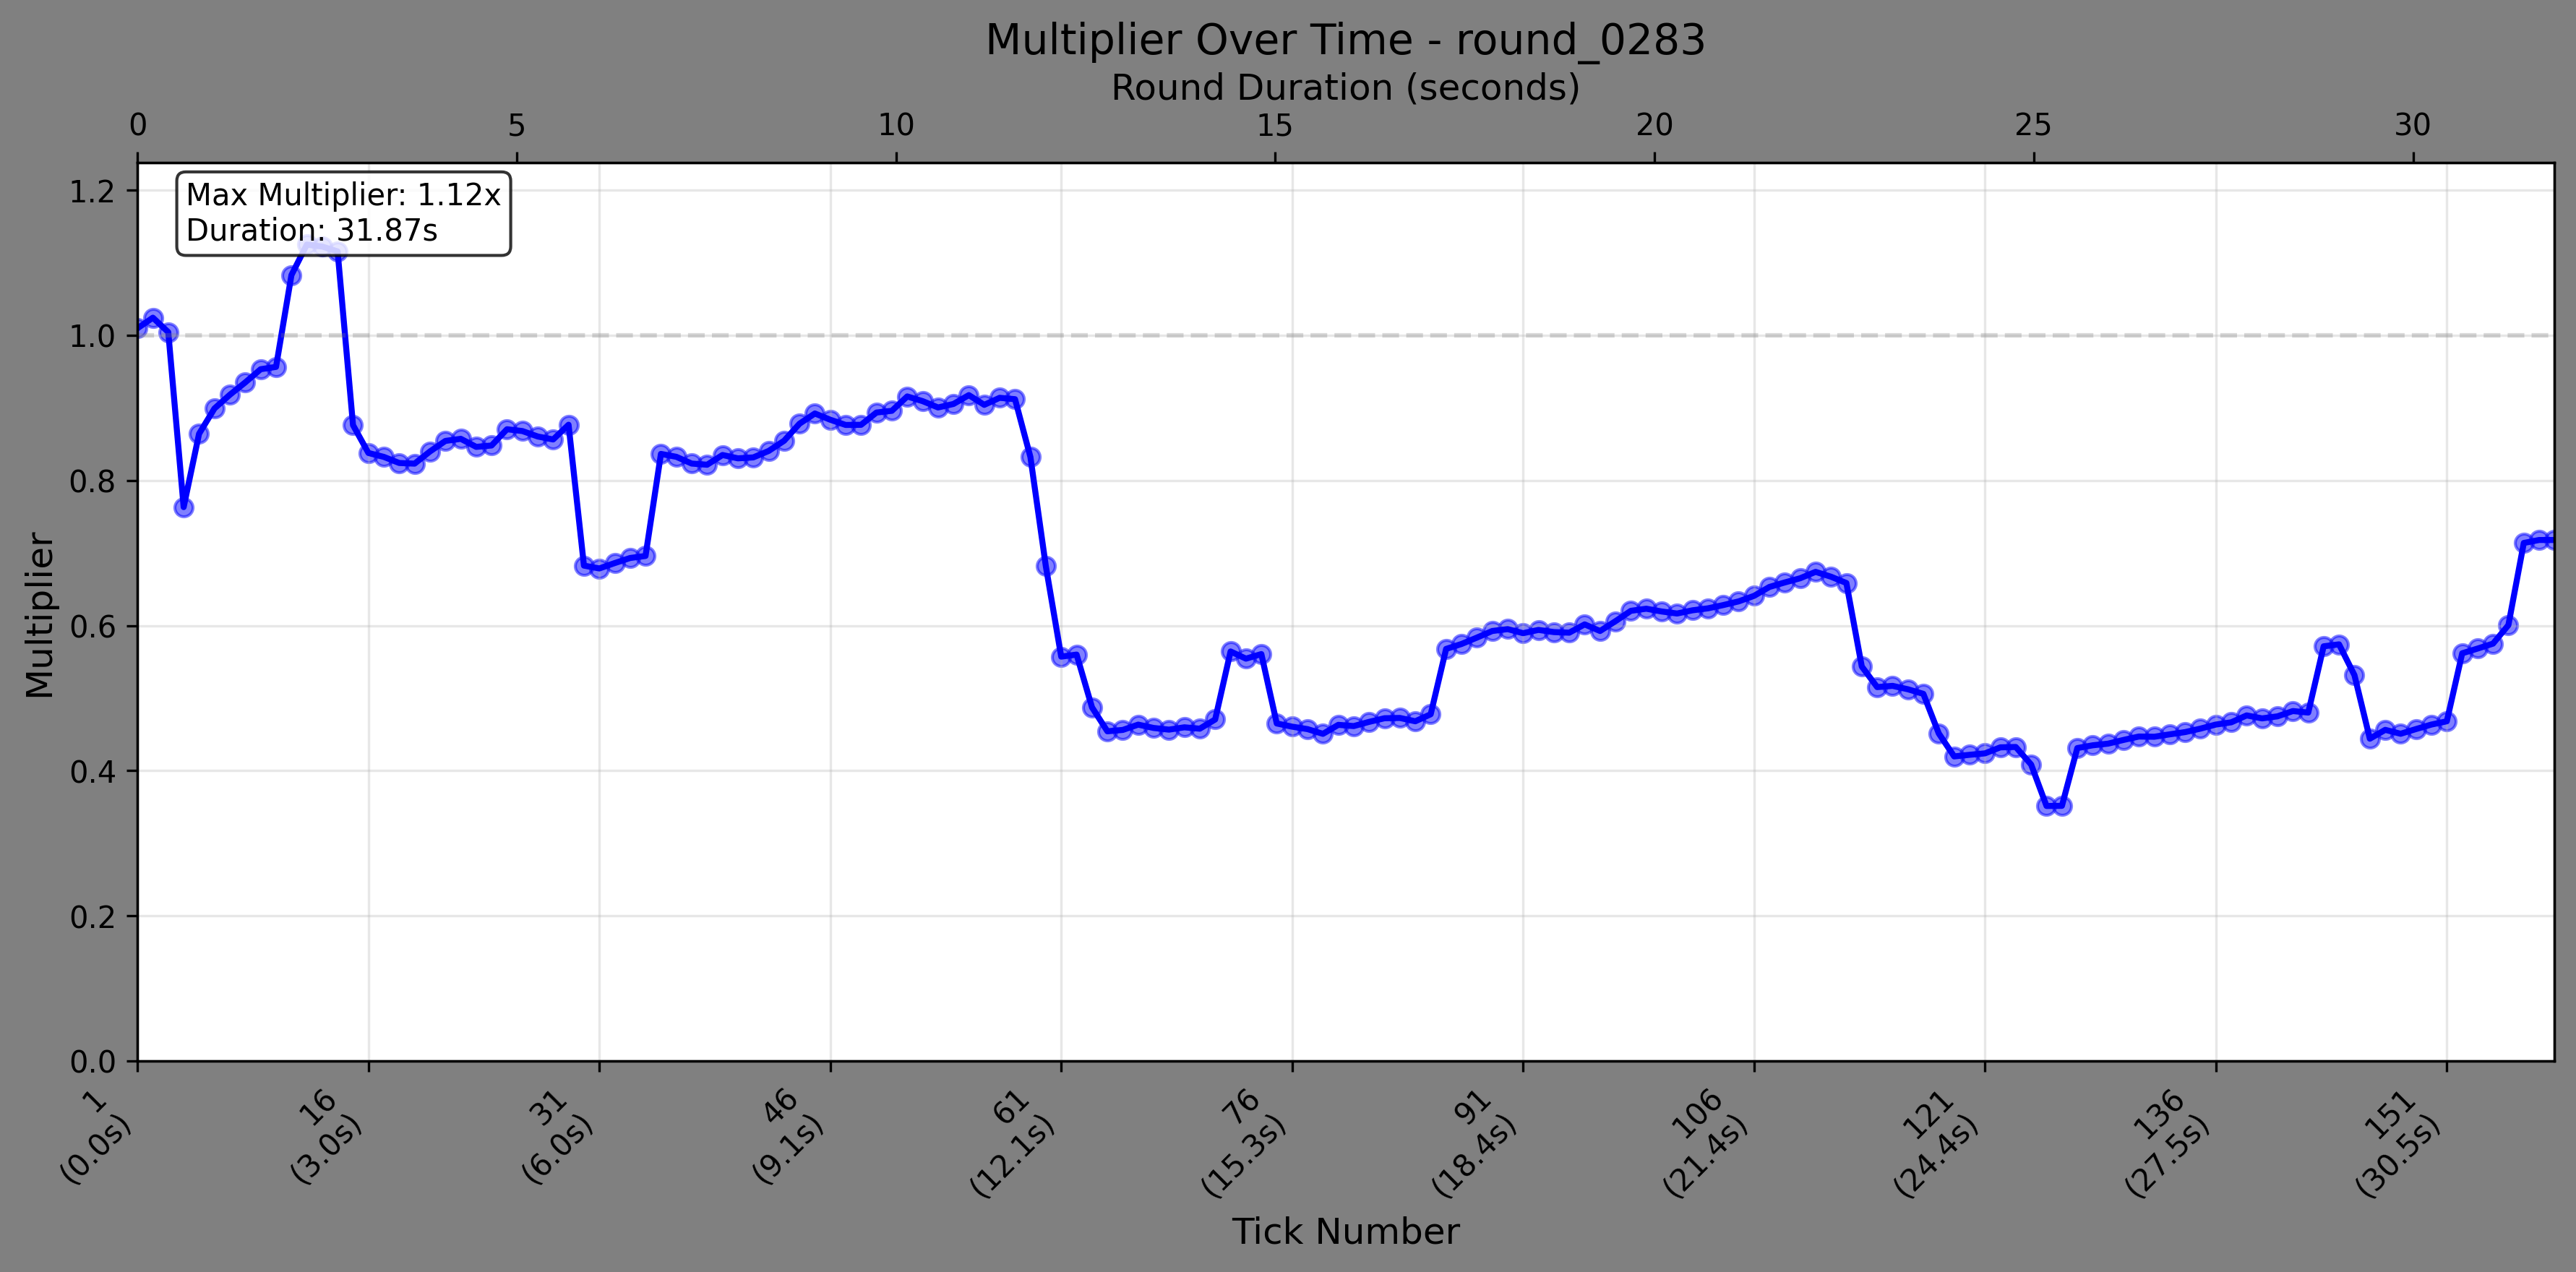 Multiplier Over Time - round_0283
Round Duration (seconds)
0 5 10 15 20 25 30
Max Multiplier: 1.12x
Duration: 31.87s
1.2
1.0
0.8
0.6
0.4
0.2
0.0
Multiplier
1
(0.0s)
16
(3.0s)
31
(6.0s)
46
(9.1s)
61
(12.1s)
76
(15.3s)
91
(18.4s)
106
(21.4s)
121
(24.4s)
136
(27.5s)
151
(30.5s)
Tick Number